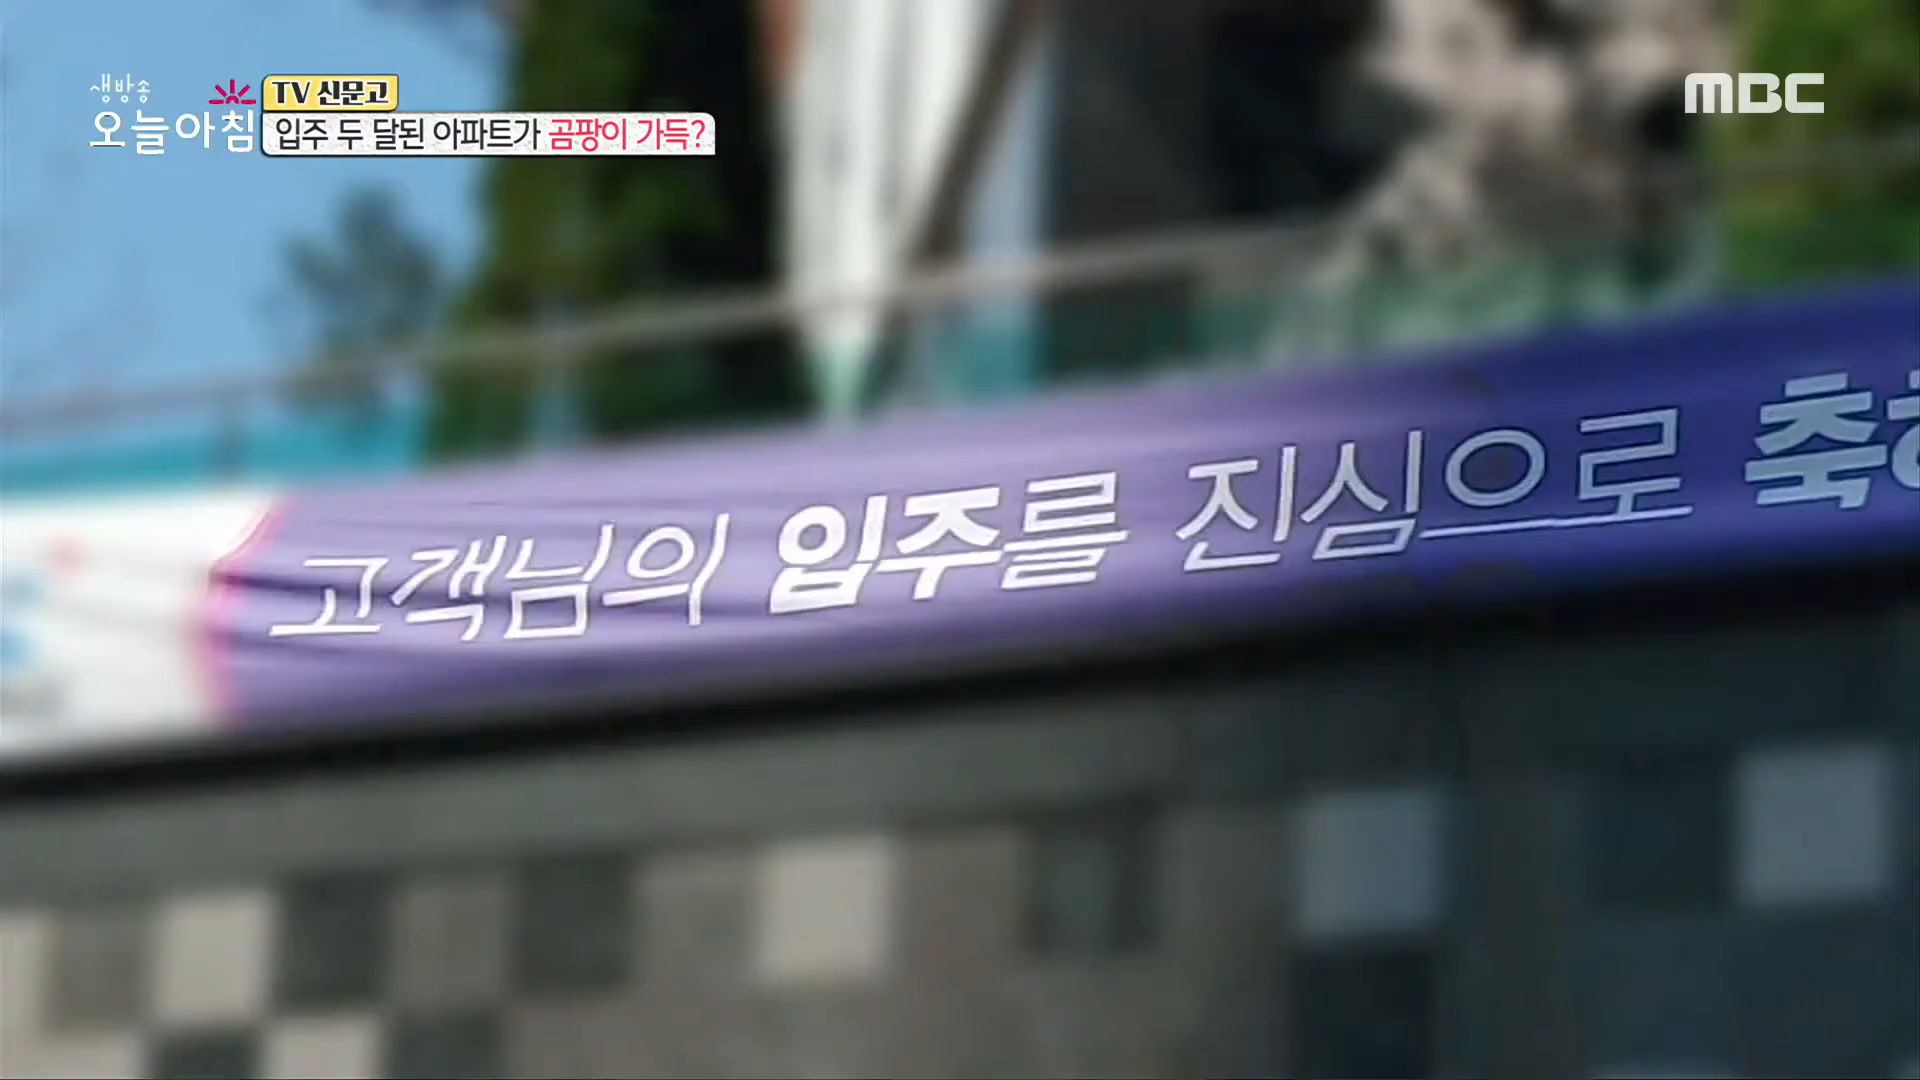 생방송
오늘아침
TV 신문고
입주 두 달된 아파트가 곰팡이 가득?
MBC
고객님의 입주를 진심으로 축